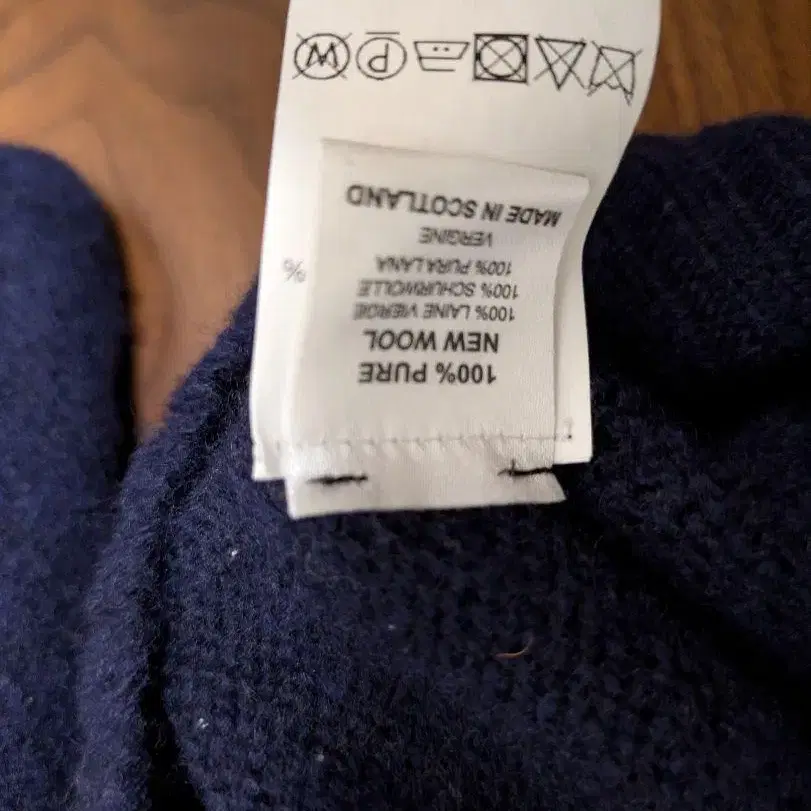 100% PURE
NEW WOOL
100% LAINE VIERGE
100% SCHURWOLLE
100% PURA LANA
VERGINE
MADE IN SCOTLAND
%
P
W